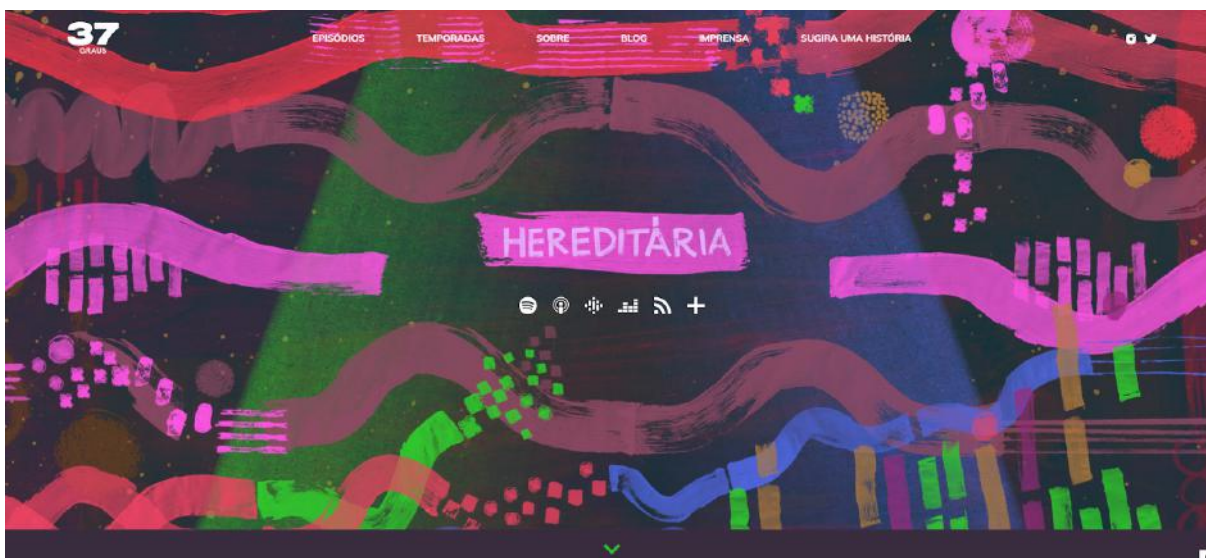 37
GRAUS
EPISÓDIOS TEMPORADAS SOBRE BLOG IMPRENSA SUGIRA UMA HISTÓRIA
HEREDITÁRIA